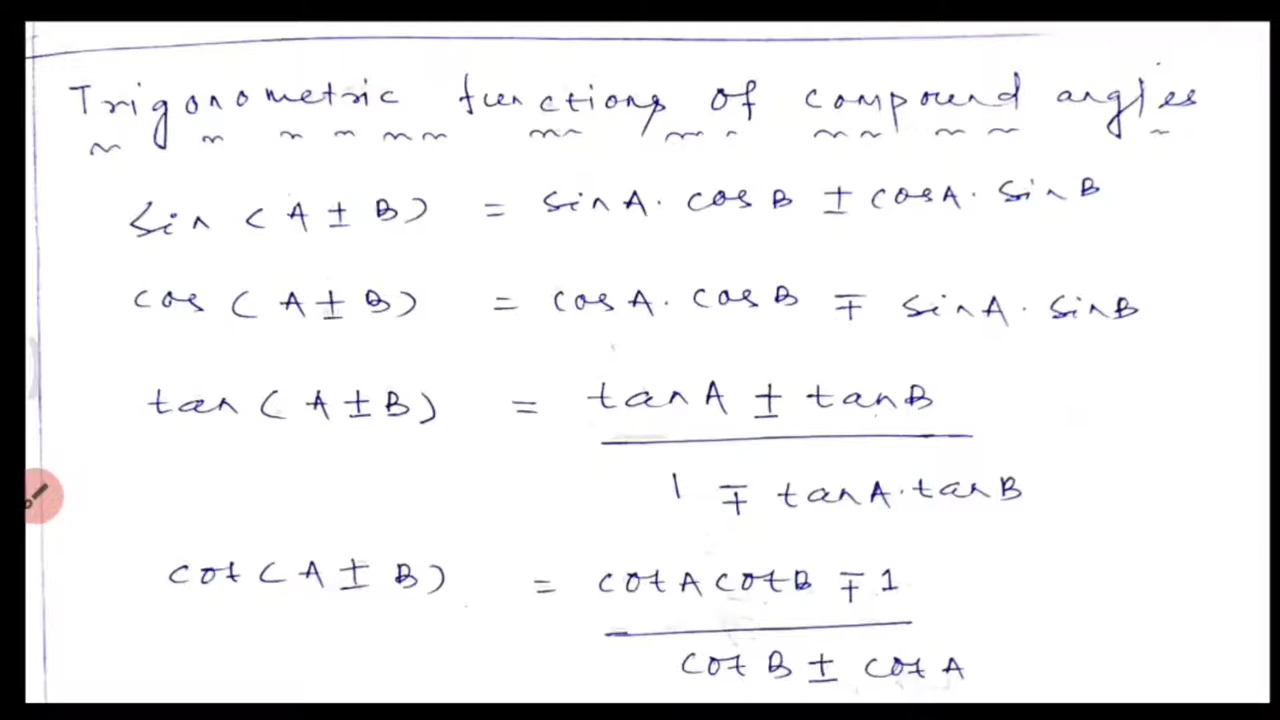 Trigonometric functions of compound angles
sin (A ± B) = sinA. cosB ± cosA. sinB
cos (A ± B) = cosA. cosB ∓ sinA. sinB
tan (A ± B) = tanA ± tanB
1 ∓ tanA.tanB
cot (A ± B) = cotA cotB ∓ 1
cotB ± cotA